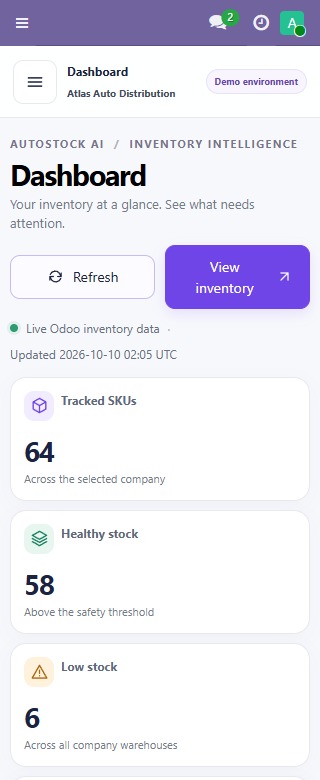 2
A
Dashboard
Atlas Auto Distribution
Demo environment
AUTOSTOCK AI / INVENTORY INTELLIGENCE
Dashboard
Your inventory at a glance. See what needs
attention.
Refresh
View
inventory
Live Odoo inventory data ·
Updated 2026-10-10 02:05 UTC
Tracked SKUs
64
Across the selected company
Healthy stock
58
Above the safety threshold
Low stock
6
Across all company warehouses